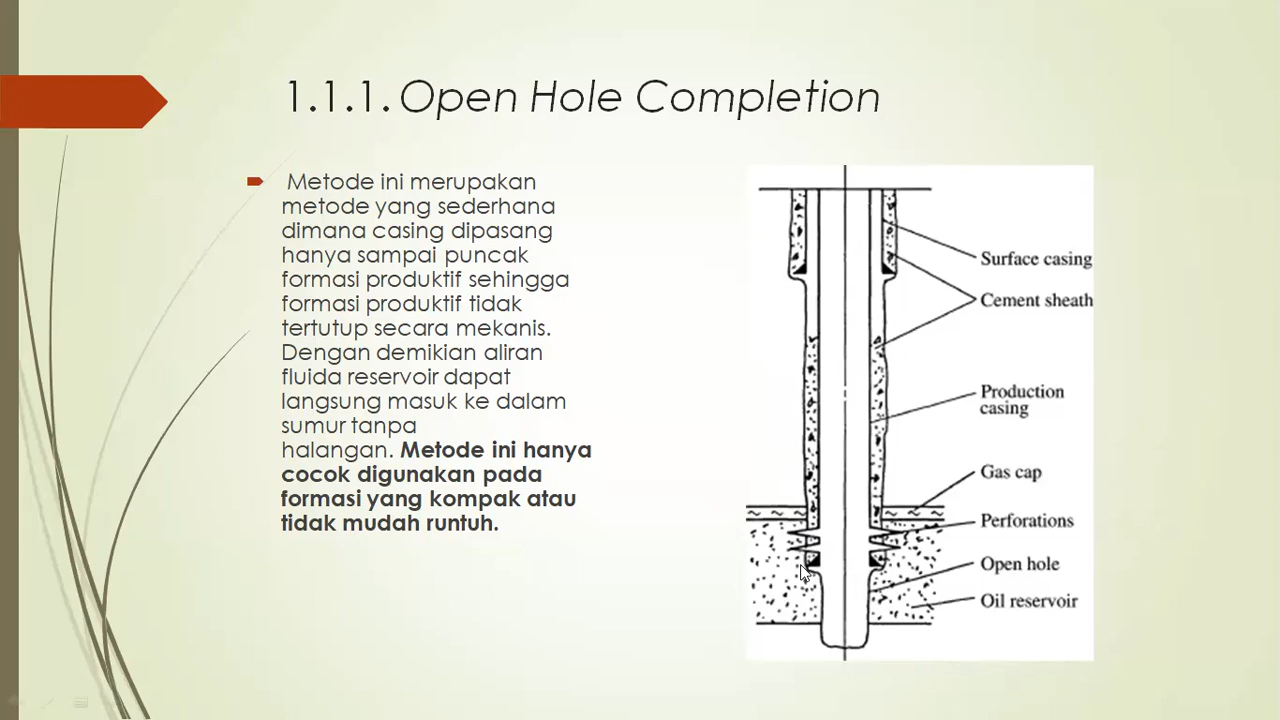 1.1.1. Open Hole Completion
Metode ini merupakan
metode yang sederhana
dimana casing dipasang
hanya sampai puncak
formasi produktif sehingga
formasi produktif tidak
tertutup secara mekanis.
Dengan demikian aliran
fluida reservoir dapat
langsung masuk ke dalam
sumur tanpa
halangan. Metode ini hanya
cocok digunakan pada
formasi yang kompak atau
tidak mudah runtuh.
Surface casing
Cement sheath
Production
casing
Gas cap
Perforations
Open hole
Oil reservoir